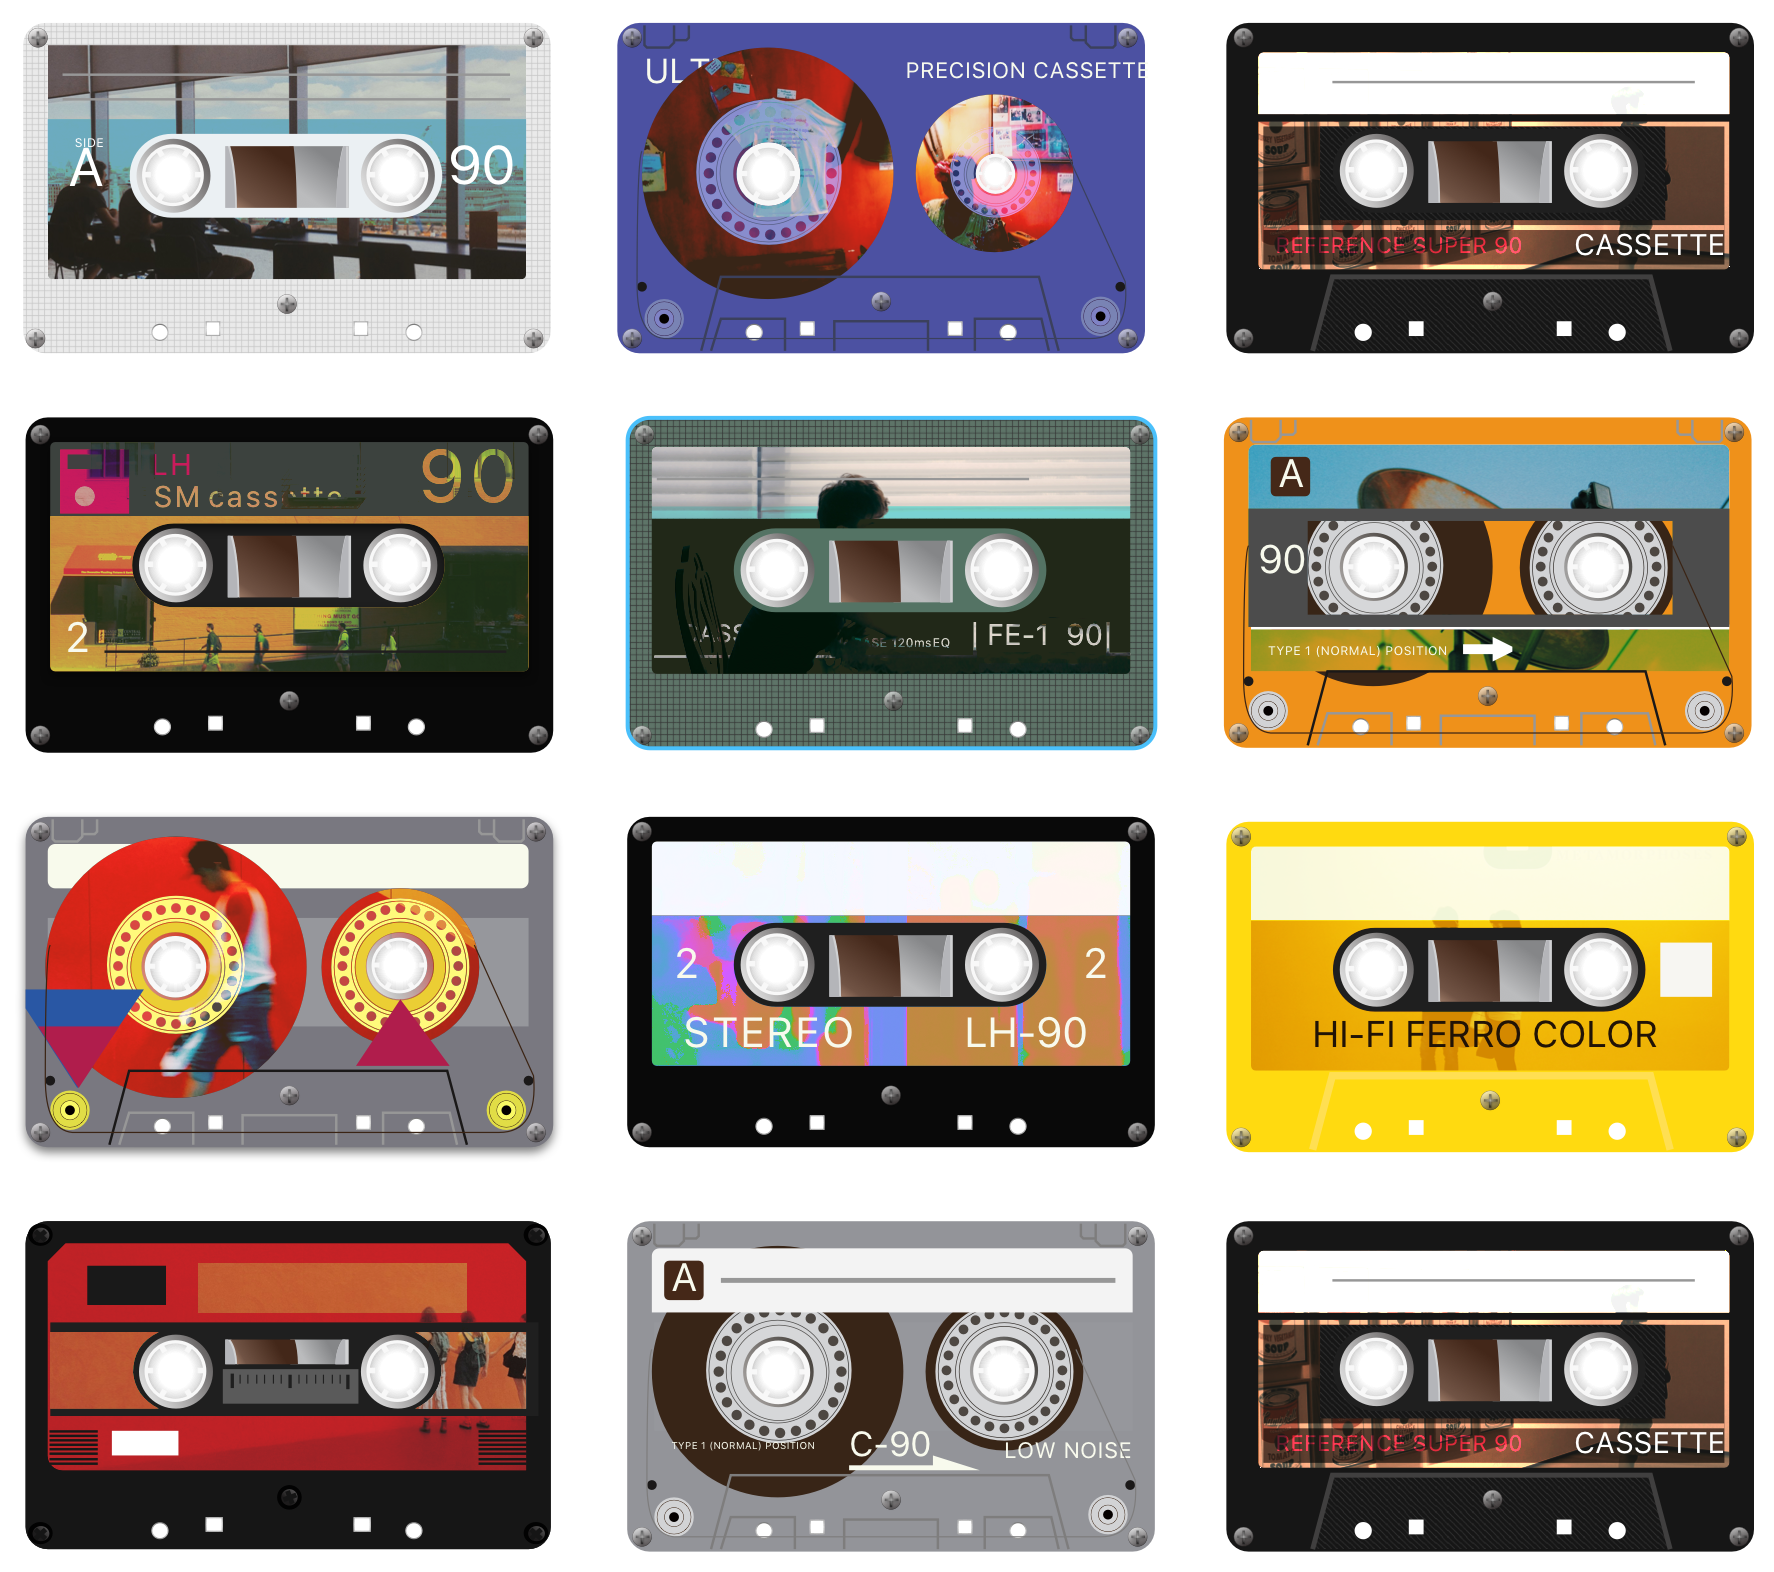 SIDE
A
90
PRECISION CASSETTE
REFERENCE SUPER 90
CASSETTE
LH
90
SM cassette
2
120msEQ
FE-1 90
A
90
TYPE 1 (NORMAL) POSITION
2
2
STEREO
LH-90
HI-FI FERRO COLOR
A
TYPE 1 (NORMAL) POSITION
C-90
LOW NOISE
REFERENCE SUPER 90
CASSETTE